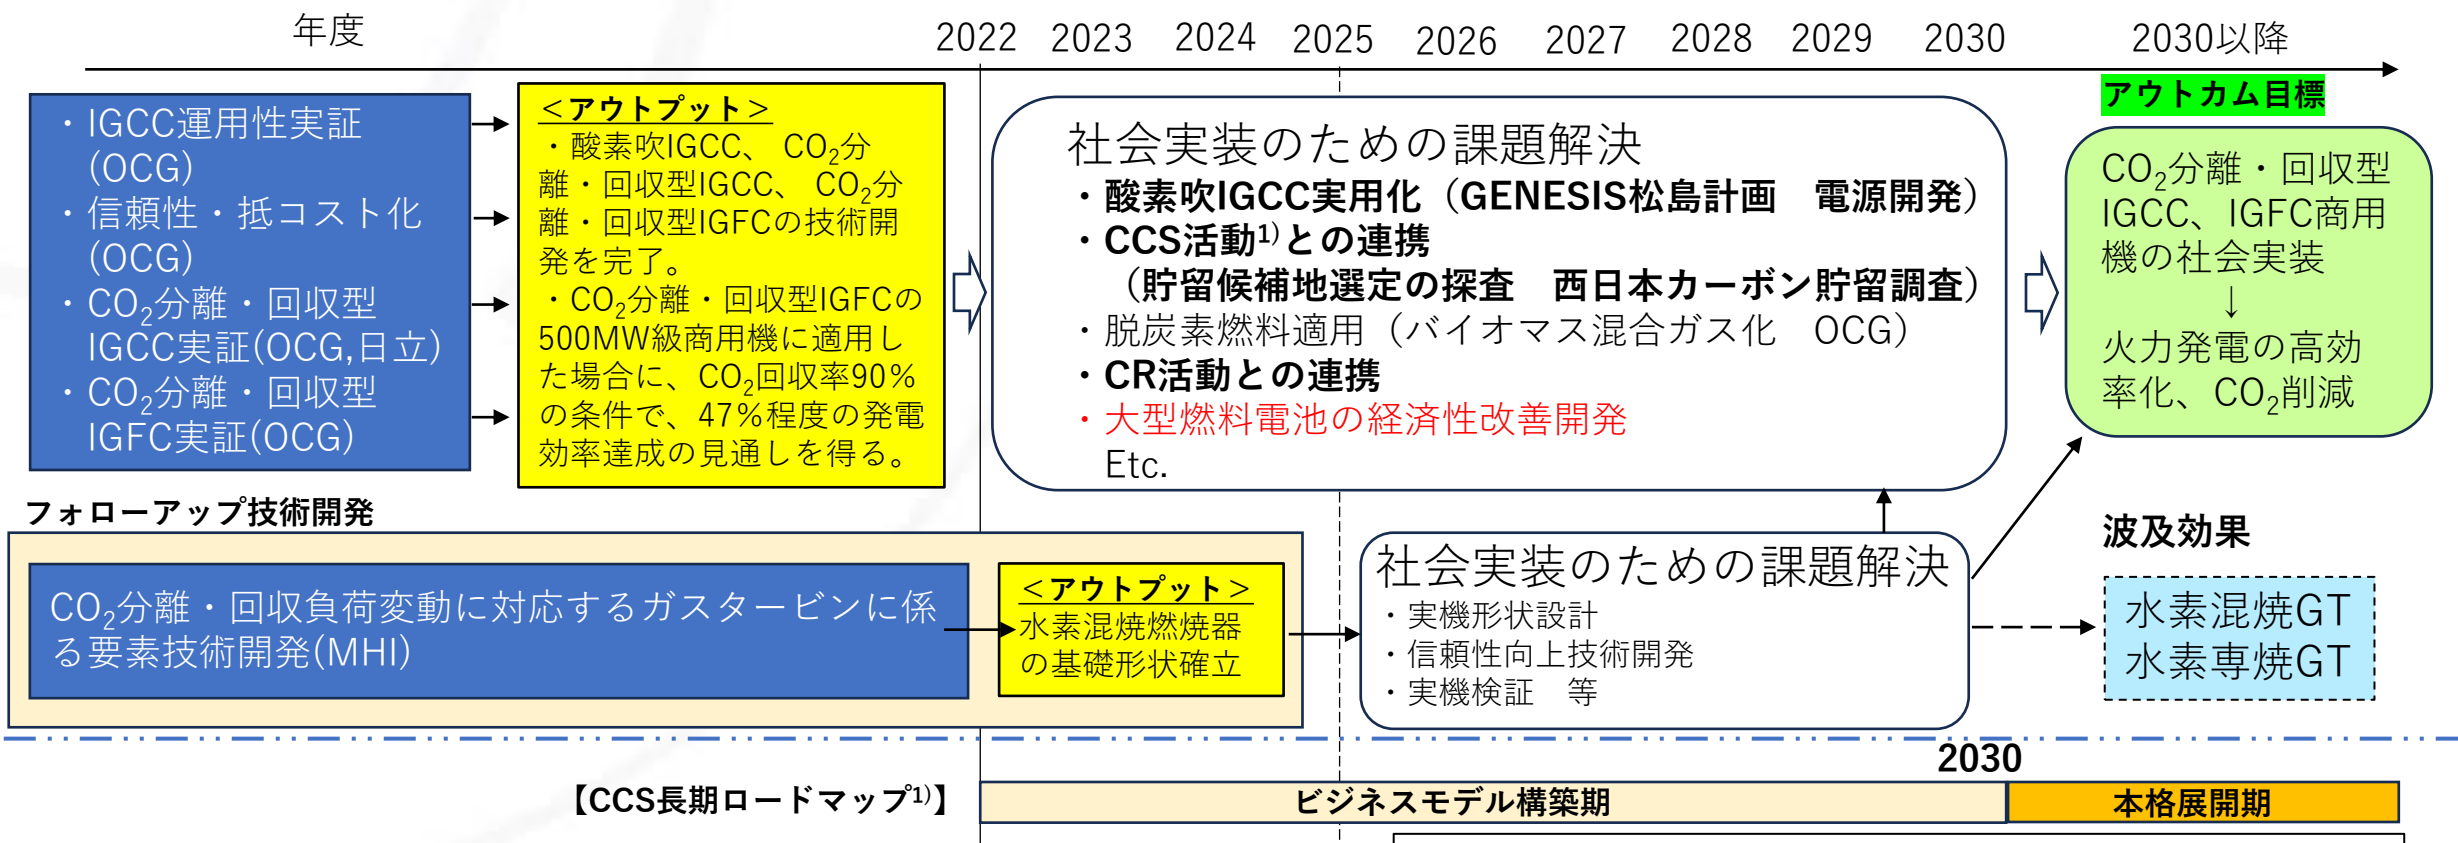 年度
2022 2023 2024 2025 2026 2027 2028 2029 2030 2030以降
・IGCC運用性実証
(OCG)
・信頼性・抵コスト化
(OCG)
・CO₂分離・回収型
IGCC実証(OCG,日立)
・CO₂分離・回収型
IGFC実証(OCG)
＜アウトプット＞
・酸素吹IGCC、 CO₂分
離・回収型IGCC、 CO₂分
離・回収型IGFCの技術開
発を完了。
・CO₂分離・回収型IGFCの
500MW級商用機に適用し
た場合に、CO₂回収率90%
の条件で、47%程度の発電
効率達成の見通しを得る。
社会実装のための課題解決
・酸素吹IGCC実用化（GENESIS松島計画　電源開発）
・CCS活動¹⁾との連携
（貯留候補地選定の探査　西日本カーボン貯留調査）
・脱炭素燃料適用（バイオマス混合ガス化　OCG）
・CR活動との連携
・大型燃料電池の経済性改善開発
Etc.
アウトカム目標
CO₂分離・回収型
IGCC、IGFC商用
機の社会実装
↓
火力発電の高効
率化、CO₂削減
フォローアップ技術開発
CO₂分離・回収負荷変動に対応するガスタービンに係
る要素技術開発(MHI)
＜アウトプット＞
水素混焼燃焼器
の基礎形状確立
社会実装のための課題解決
・実機形状設計
・信頼性向上技術開発
・実機検証　等
波及効果
水素混焼GT
水素専焼GT
2030
【CCS長期ロードマップ¹⁾】
ビジネスモデル構築期
本格展開期